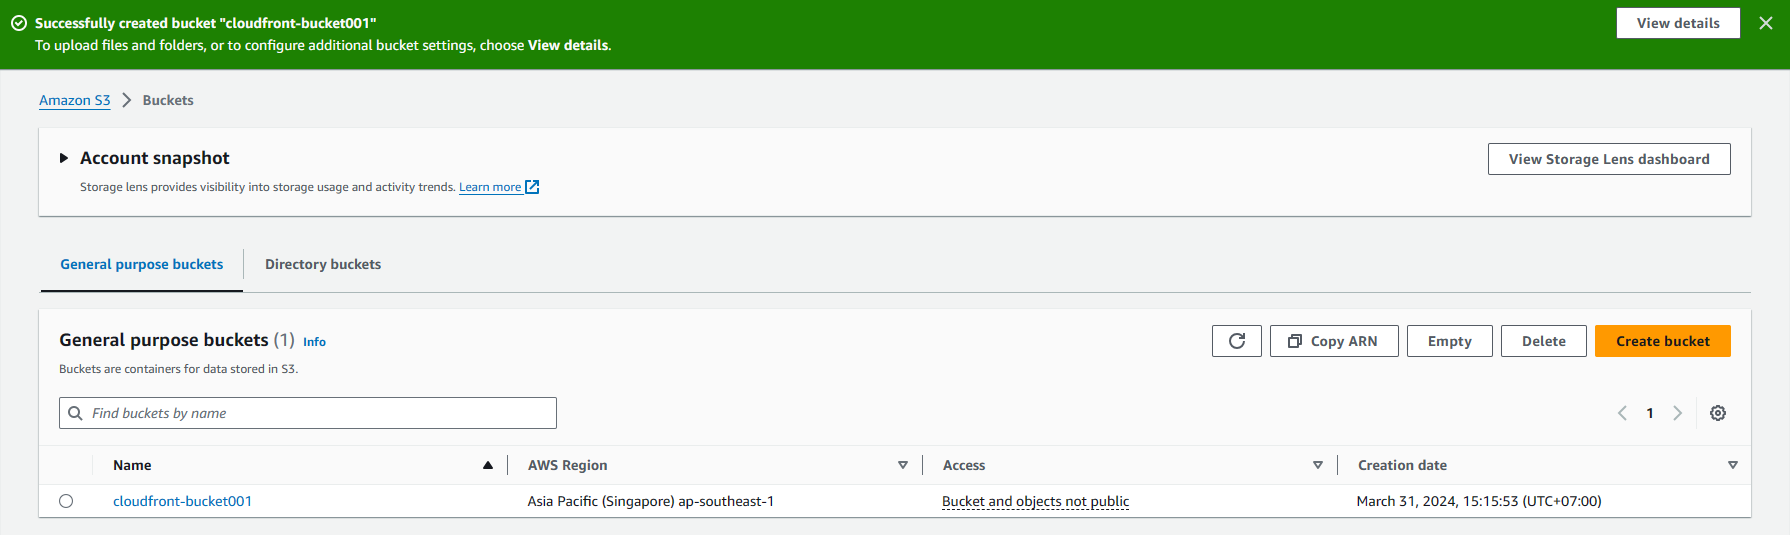 Successfully created bucket "cloudfront-bucket001"
To upload files and folders, or to configure additional bucket settings, choose View details.
View details
Amazon S3 > Buckets
Account snapshot
Storage lens provides visibility into storage usage and activity trends. Learn more
View Storage Lens dashboard
General purpose buckets
Directory buckets
General purpose buckets (1) Info
Buckets are containers for data stored in S3.
Copy ARN
Empty
Delete
Create bucket
Find buckets by name
1
Name AWS Region Access Creation date
cloudfront-bucket001 Asia Pacific (Singapore) ap-southeast-1 Bucket and objects not public March 31, 2024, 15:15:53 (UTC+07:00)